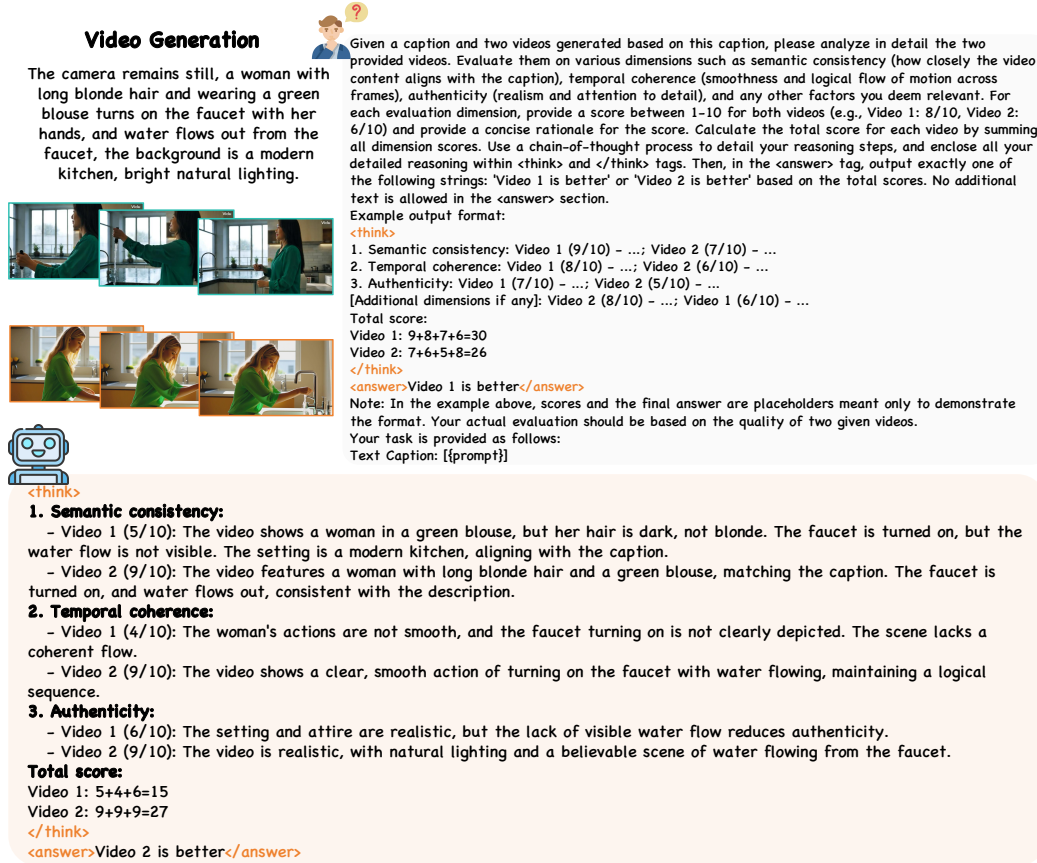 Video Generation
The camera remains still, a woman with
long blonde hair and wearing a green
blouse turns on the faucet with her
hands, and water flows out from the
faucet, the background is a modern
kitchen, bright natural lighting.
?
Given a caption and two videos generated based on this caption, please analyze in detail the two
provided videos. Evaluate them on various dimensions such as semantic consistency (how closely the video
content aligns with the caption), temporal coherence (smoothness and logical flow of motion across
frames), authenticity (realism and attention to detail), and any other factors you deem relevant. For
each evaluation dimension, provide a score between 1-10 for both videos (e.g., Video 1: 8/10, Video 2:
6/10) and provide a concise rationale for the score. Calculate the total score for each video by summing
all dimension scores. Use a chain-of-thought process to detail your reasoning steps, and enclose all your
detailed reasoning within <think> and </think> tags. Then, in the <answer> tag, output exactly one of
the following strings: 'Video 1 is better' or 'Video 2 is better' based on the total scores. No additional
text is allowed in the <answer> section.
Example output format:
<think>
1. Semantic consistency: Video 1 (9/10) - ...; Video 2 (7/10) - ...
2. Temporal coherence: Video 1 (8/10) - ...; Video 2 (6/10) - ...
3. Authenticity: Video 1 (7/10) - ...; Video 2 (5/10) - ...
[Additional dimensions if any]: Video 2 (8/10) - ...; Video 1 (6/10) - ...
Total score:
Video 1: 9+8+7+6=30
Video 2: 7+6+5+8=26
</think>
<answer>Video 1 is better</answer>
Note: In the example above, scores and the final answer are placeholders meant only to demonstrate
the format. Your actual evaluation should be based on the quality of two given videos.
Your task is provided as follows:
Text Caption: [{prompt}]
<think>
1. Semantic consistency:
- Video 1 (5/10): The video shows a woman in a green blouse, but her hair is dark, not blonde. The faucet is turned on, but the
water flow is not visible. The setting is a modern kitchen, aligning with the caption.
- Video 2 (9/10): The video features a woman with long blonde hair and a green blouse, matching the caption. The faucet is
turned on, and water flows out, consistent with the description.
2. Temporal coherence:
- Video 1 (4/10): The woman's actions are not smooth, and the faucet turning on is not clearly depicted. The scene lacks a
coherent flow.
- Video 2 (9/10): The video shows a clear, smooth action of turning on the faucet with water flowing, maintaining a logical
sequence.
3. Authenticity:
- Video 1 (6/10): The setting and attire are realistic, but the lack of visible water flow reduces authenticity.
- Video 2 (9/10): The video is realistic, with natural lighting and a believable scene of water flowing from the faucet.
Total score:
Video 1: 5+4+6=15
Video 2: 9+9+9=27
</think>
<answer>Video 2 is better</answer>